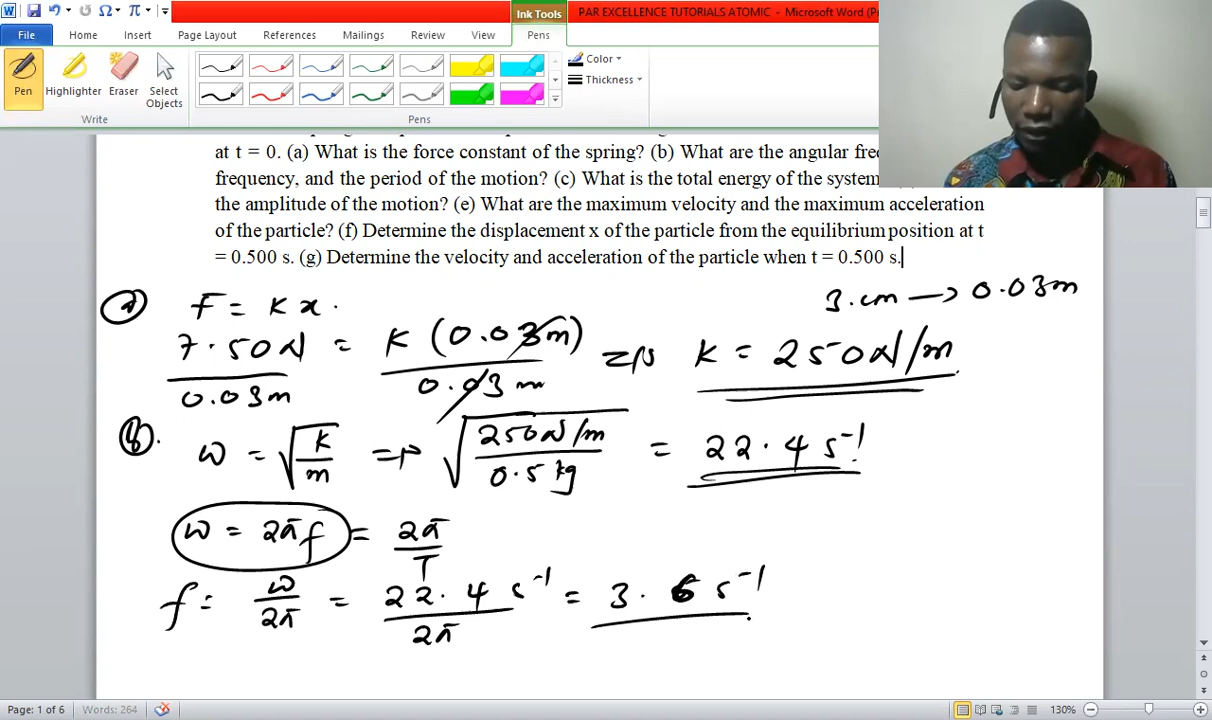 Ink Tools
PAR EXCELLENCE TUTORIALS ATOMIC - Microsoft Word
File Home Insert Page Layout References Mailings Review View Pens
Pen Highlighter Eraser Select Objects
Color
Thickness
Write Pens
at t = 0. (a) What is the force constant of the spring? (b) What are the angular
frequency, and the period of the motion? (c) What is the total energy of the system
the amplitude of the motion? (e) What are the maximum velocity and the maximum acceleration
of the particle? (f) Determine the displacement x of the particle from the equilibrium position at t
= 0.500 s. (g) Determine the velocity and acceleration of the particle when t = 0.500 s.
3.cm → 0.03m
(a) F = K x.
7.50N / 0.03m = K (0.03m) / 0.03 m ⇒ K = 250N/m
(b). ω = √(K/m) ⇒ √(250N/m / 0.5kg) = 22.4 s⁻¹.
ω = 2πf = 2π/T
f = ω/2π = 22.4 s⁻¹ / 2π = 3.6 s⁻¹
Page: 1 of 6 Words: 264 130%